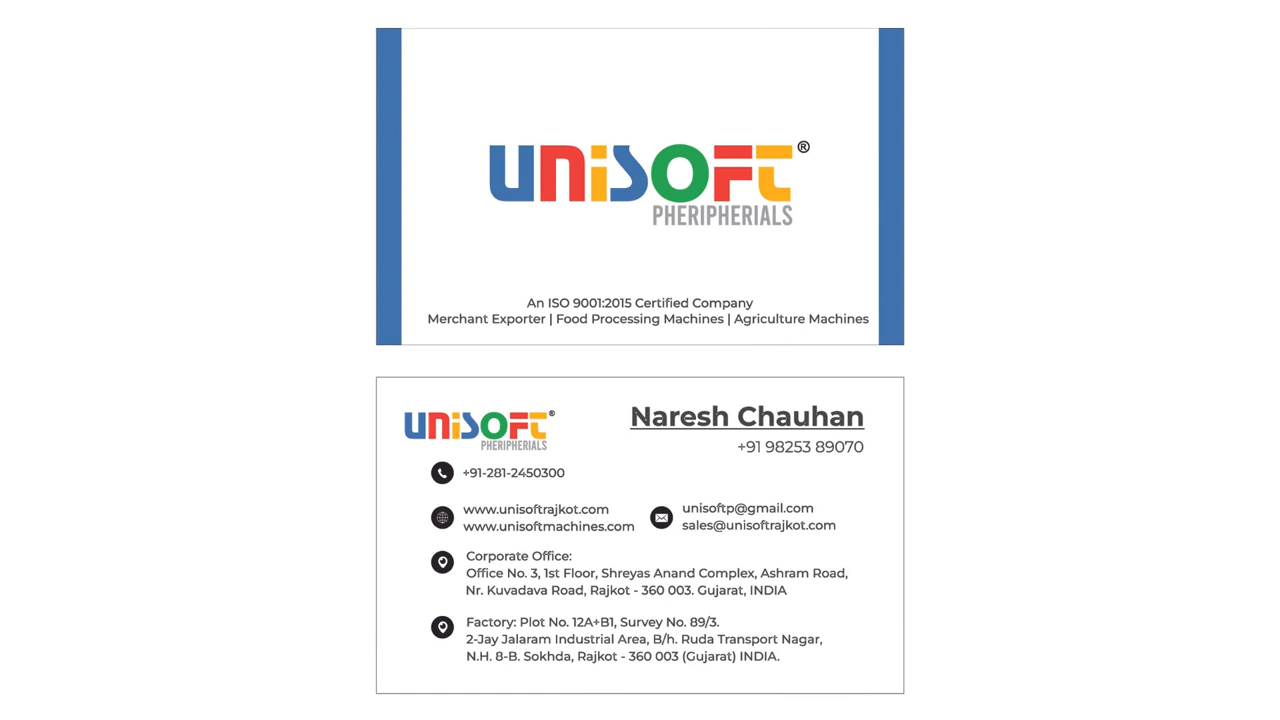 UNISOFT®
PHERIPHERIALS
An ISO 9001:2015 Certified Company
Merchant Exporter | Food Processing Machines | Agriculture Machines
UNISOFT®
PHERIPHERIALS
Naresh Chauhan
+91 98253 89070
+91-281-2450300
www.unisoftrajkot.com
www.unisoftmachines.com
unisoftp@gmail.com
sales@unisoftrajkot.com
Corporate Office:
Office No. 3, 1st Floor, Shreyas Anand Complex, Ashram Road,
Nr. Kuvadava Road, Rajkot - 360 003. Gujarat, INDIA
Factory: Plot No. 12A+B1, Survey No. 89/3.
2-Jay Jalaram Industrial Area, B/h. Ruda Transport Nagar,
N.H. 8-B. Sokhda, Rajkot - 360 003 (Gujarat) INDIA.